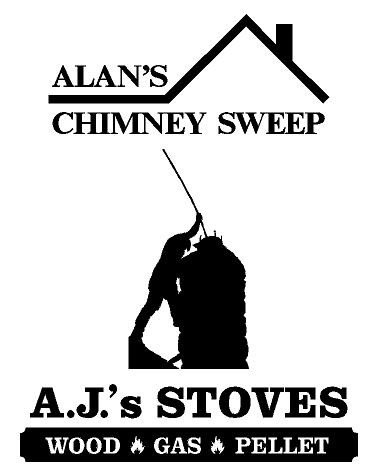 ALAN'S
CHIMNEY SWEEP
A.J.'s STOVES
WOOD GAS PELLET